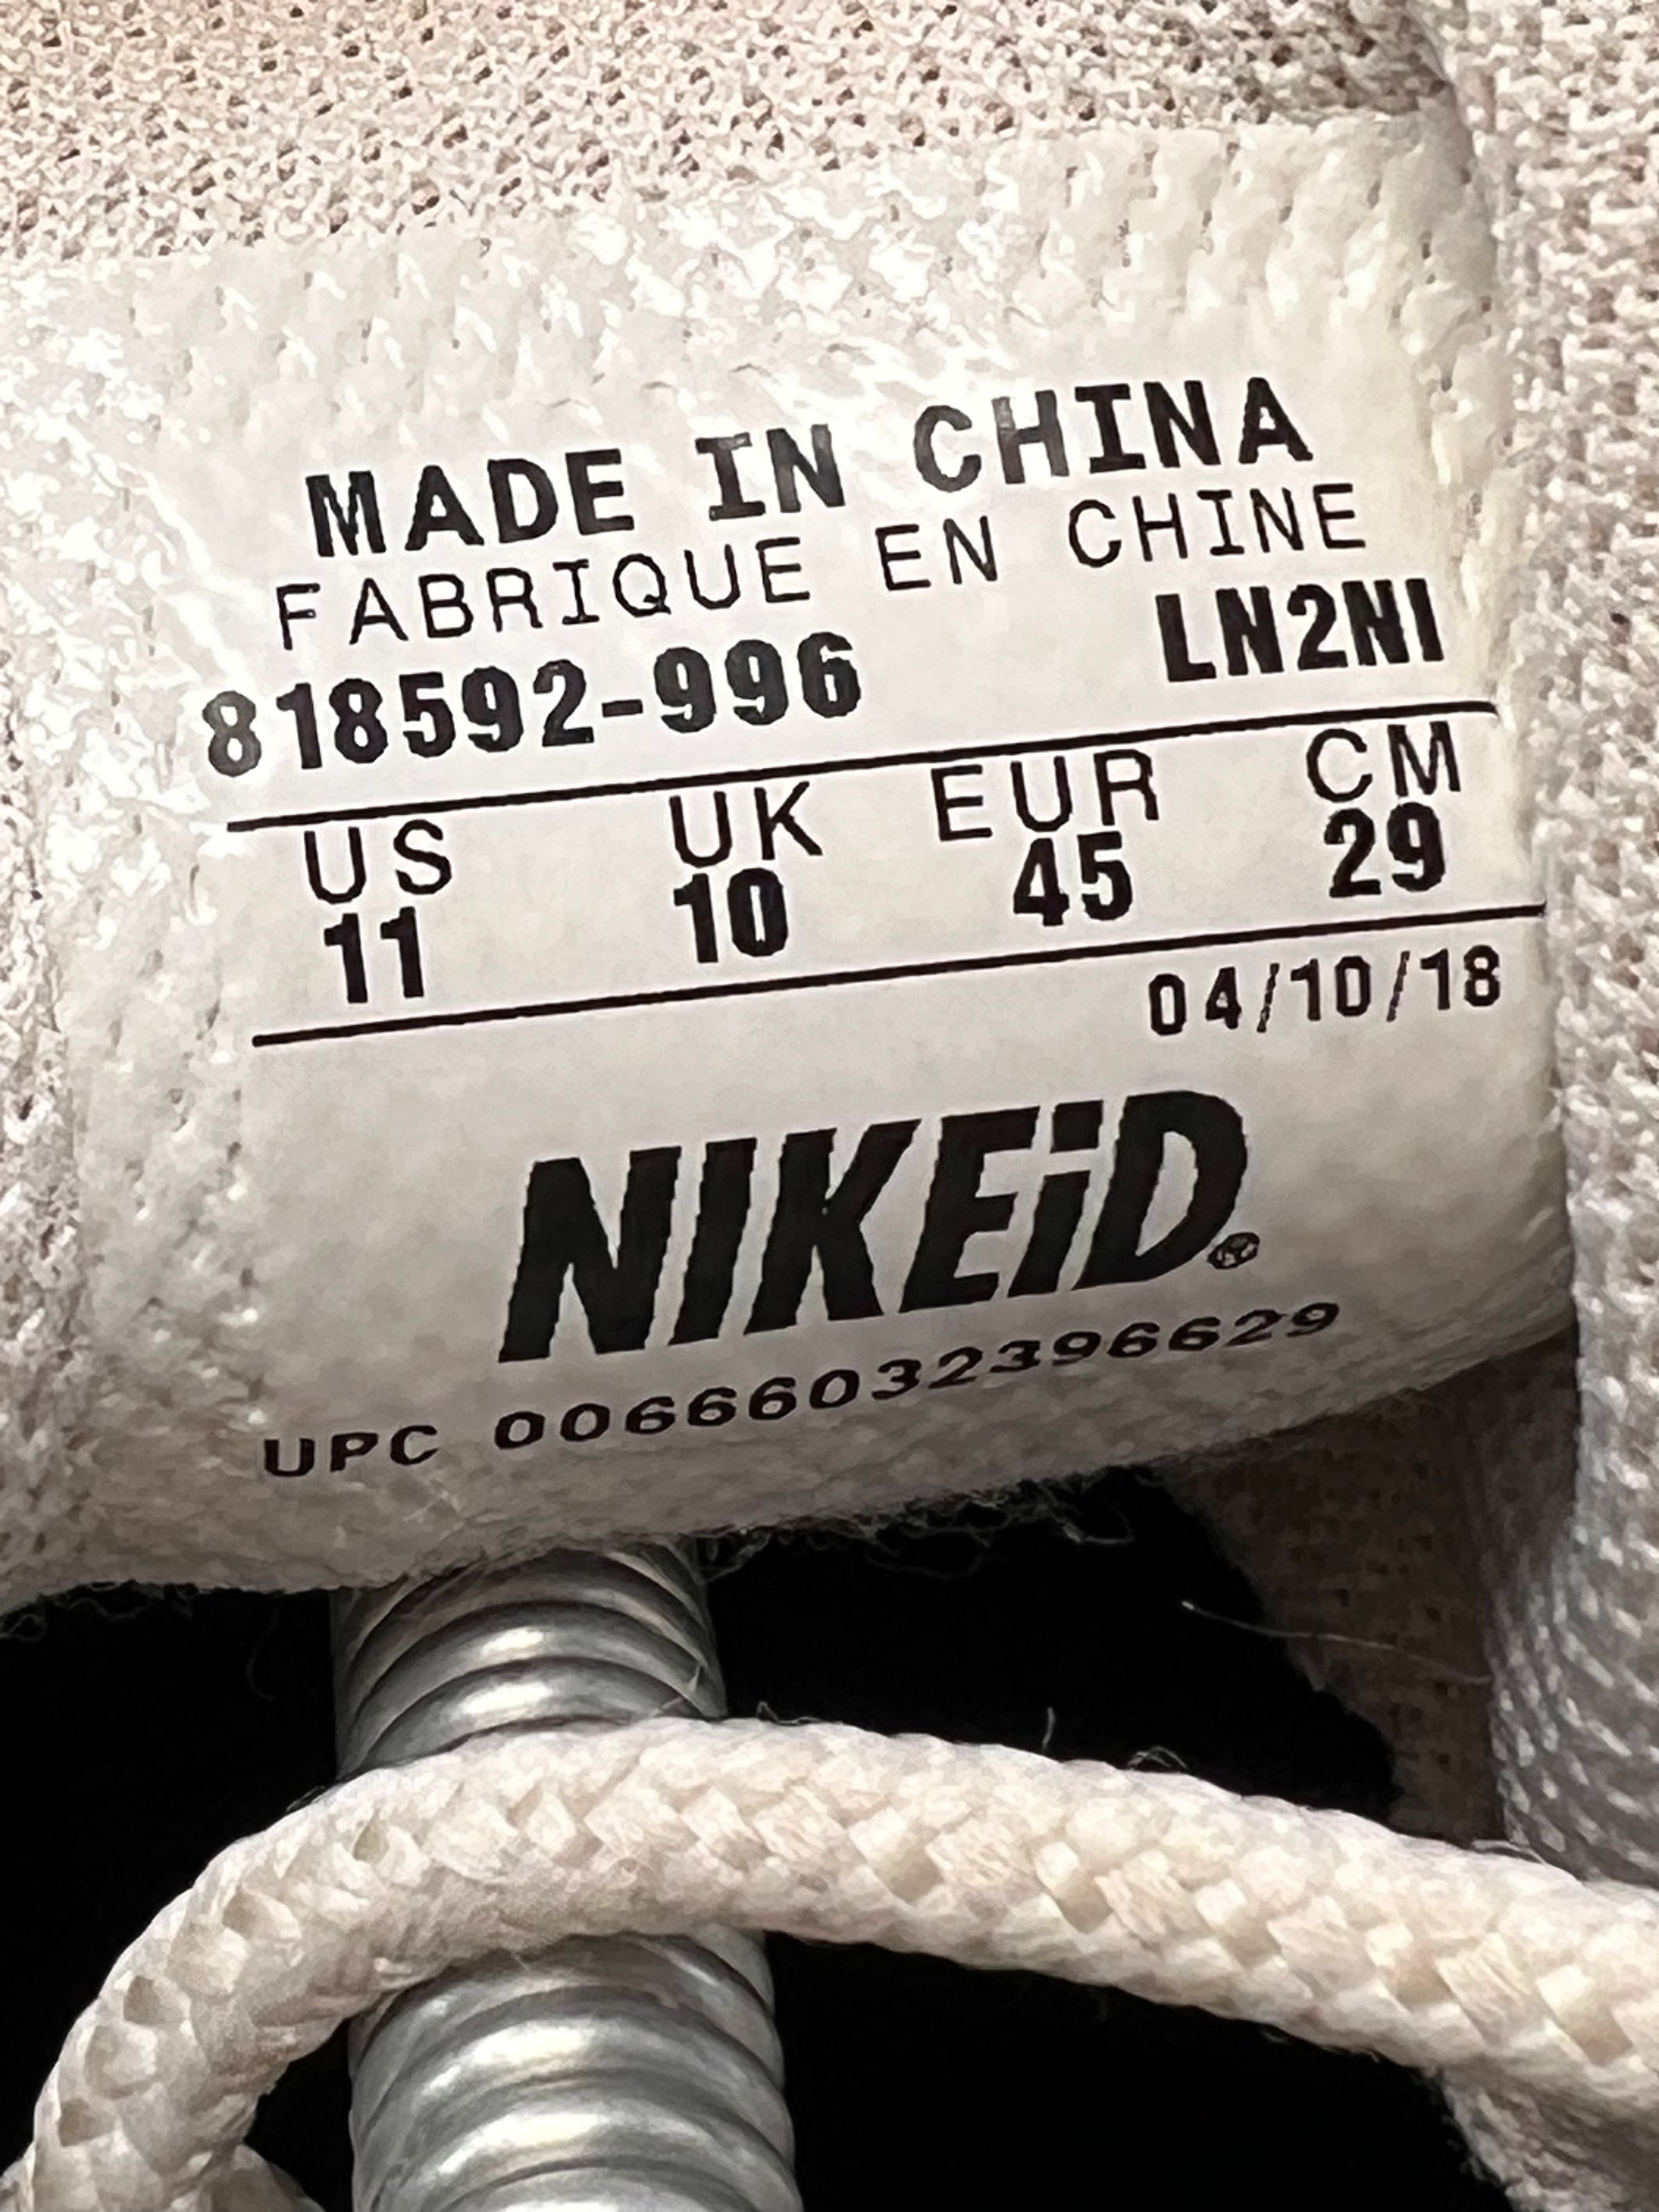 MADE IN CHINA
FABRIQUE EN CHINE
818592-996 LN2NI
US UK EUR CM
11 10 45 29
04/10/18
NIKEiD®
UPC 00666032396629